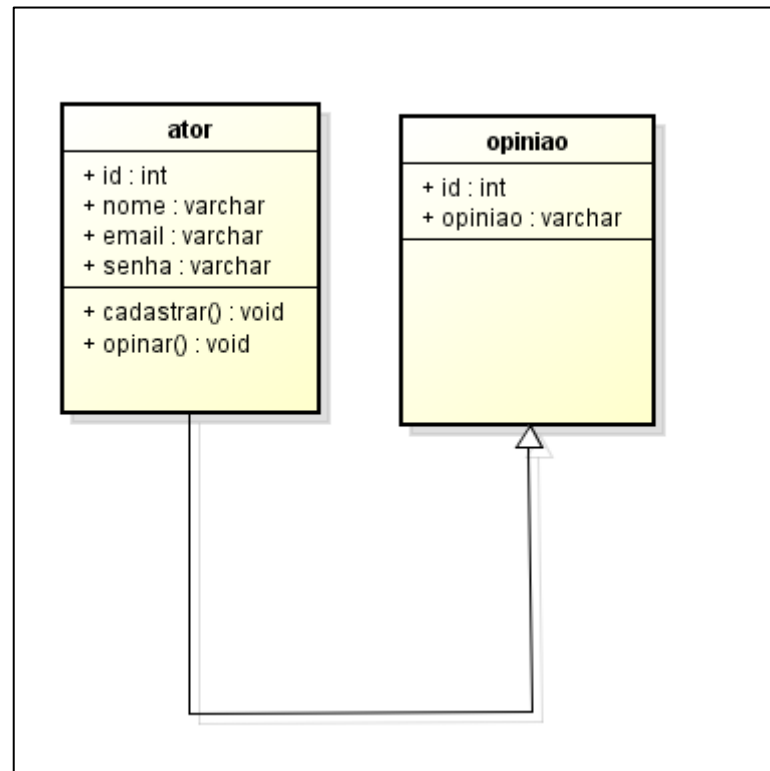 ator
+ id : int
+ nome : varchar
+ email : varchar
+ senha : varchar
+ cadastrar() : void
+ opinar() : void
opiniao
+ id : int
+ opiniao : varchar